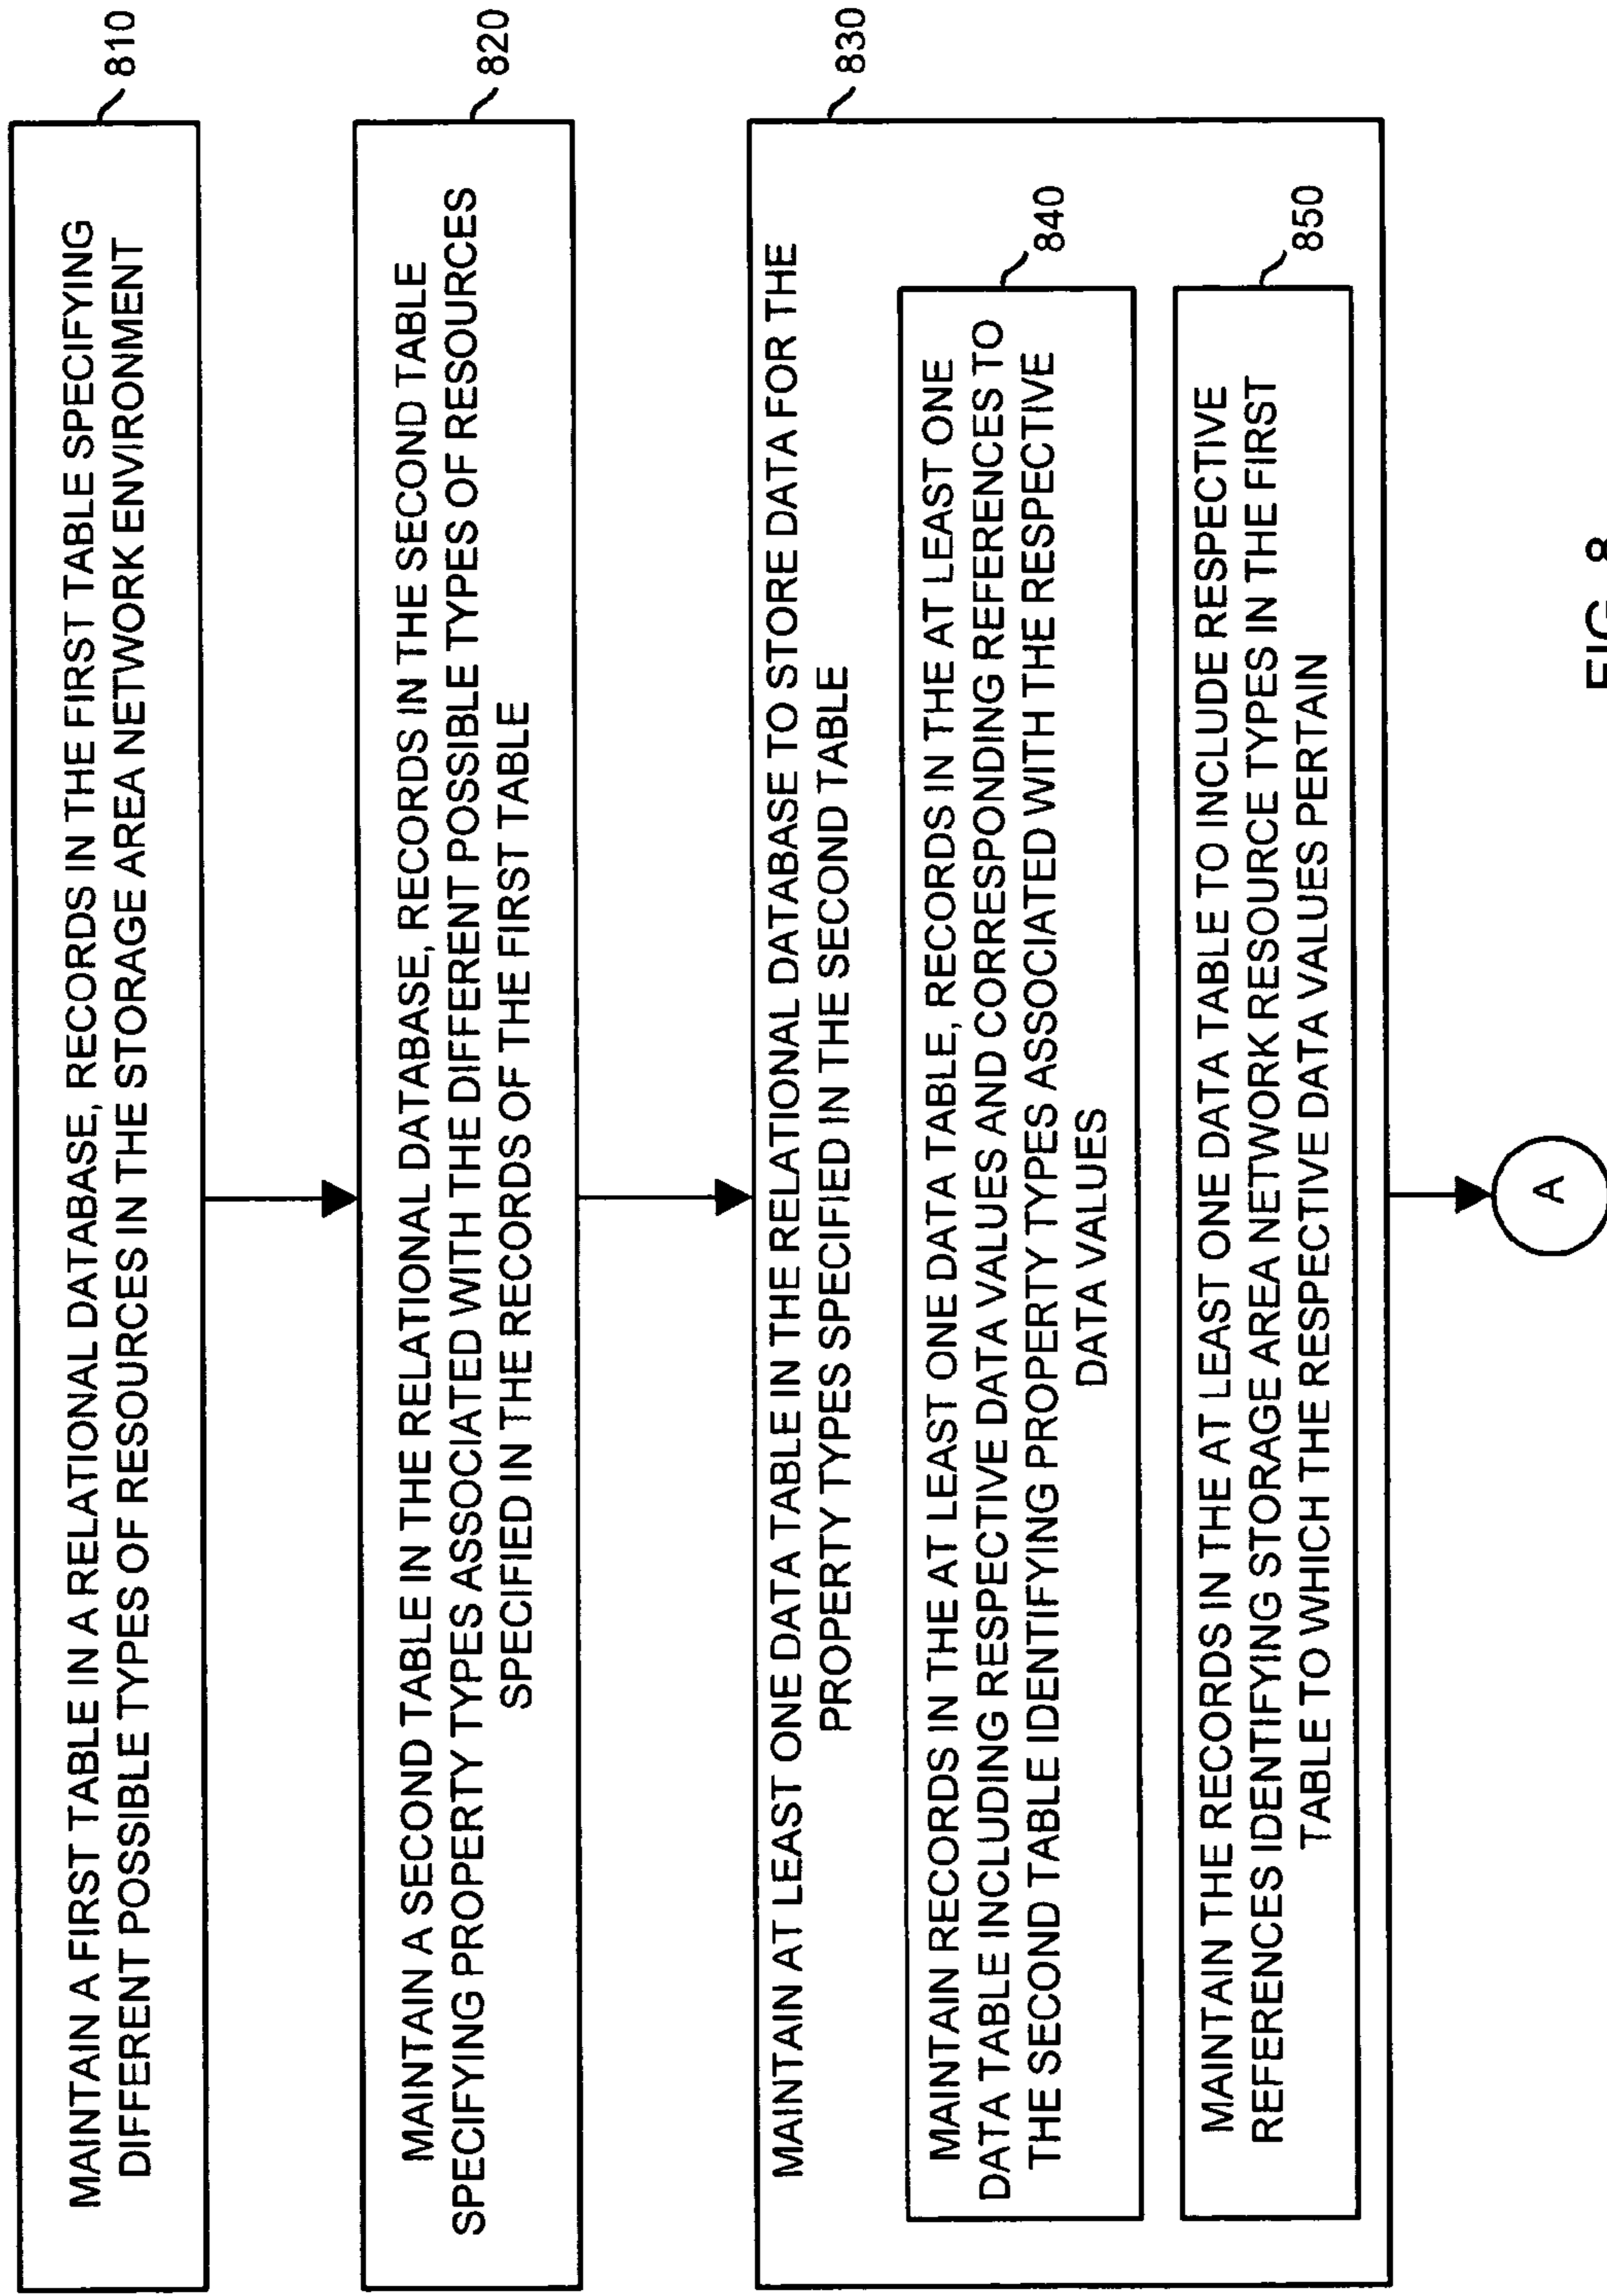 MAINTAIN A FIRST TABLE IN A RELATIONAL DATABASE, RECORDS IN THE FIRST TABLE SPECIFYING
DIFFERENT POSSIBLE TYPES OF RESOURCES IN THE STORAGE AREA NETWORK ENVIRONMENT
810
MAINTAIN A SECOND TABLE IN THE RELATIONAL DATABASE, RECORDS IN THE SECOND TABLE
SPECIFYING PROPERTY TYPES ASSOCIATED WITH THE DIFFERENT POSSIBLE TYPES OF RESOURCES
SPECIFIED IN THE RECORDS OF THE FIRST TABLE
820
MAINTAIN AT LEAST ONE DATA TABLE IN THE RELATIONAL DATABASE TO STORE DATA FOR THE
PROPERTY TYPES SPECIFIED IN THE SECOND TABLE
830
MAINTAIN RECORDS IN THE AT LEAST ONE DATA TABLE, RECORDS IN THE AT LEAST ONE
DATA TABLE INCLUDING RESPECTIVE DATA VALUES AND CORRESPONDING REFERENCES TO
THE SECOND TABLE IDENTIFYING PROPERTY TYPES ASSOCIATED WITH THE RESPECTIVE
DATA VALUES
840
MAINTAIN THE RECORDS IN THE AT LEAST ONE DATA TABLE TO INCLUDE RESPECTIVE
REFERENCES IDENTIFYING STORAGE AREA NETWORK RESOURCE TYPES IN THE FIRST
TABLE TO WHICH THE RESPECTIVE DATA VALUES PERTAIN
850
A
FIG. 8